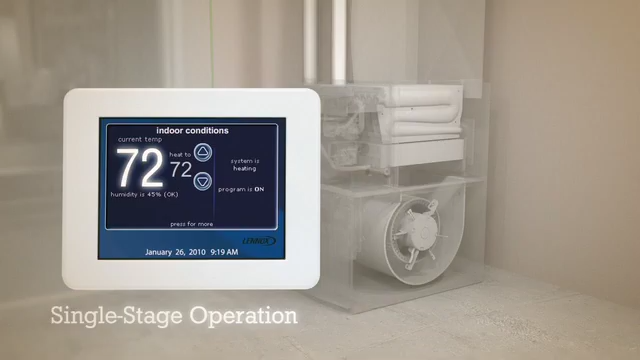 indoor conditions
current temp
72
heat to
72
system is
heating
program is ON
humidity is 45% (OK)
press for more
LENNOX
January 26, 2010 9:19 AM
Single-Stage Operation